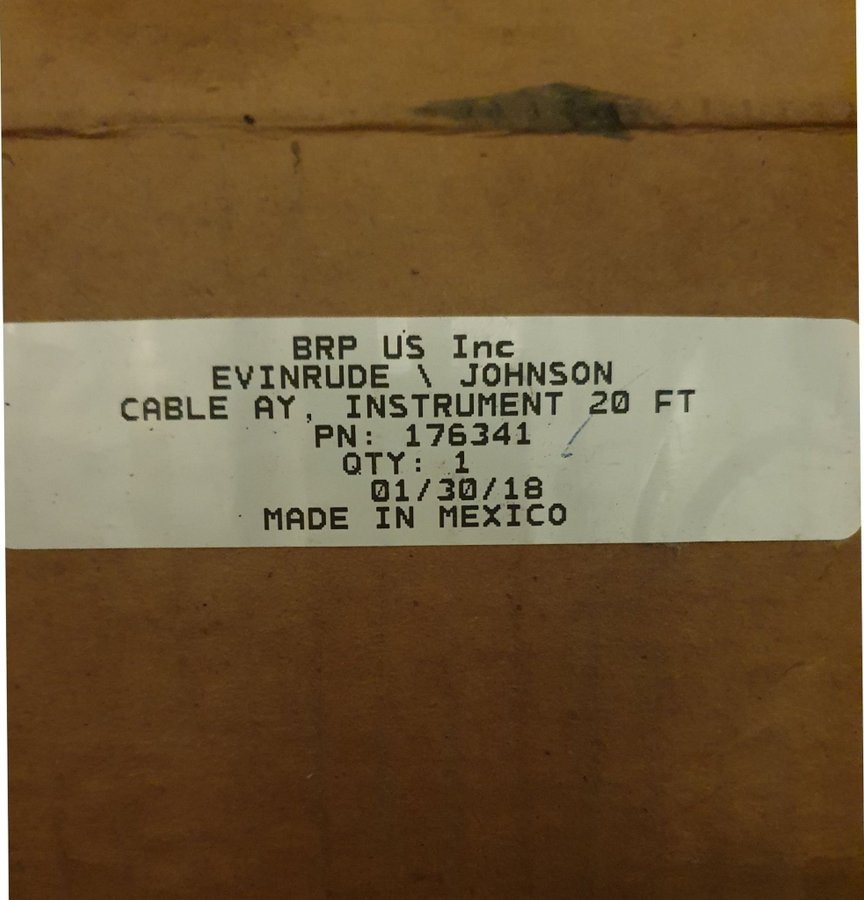 BRP US Inc
EVINRUDE \ JOHNSON
CABLE AY, INSTRUMENT 20 FT
PN: 176341
QTY: 1
01/30/18
MADE IN MEXICO